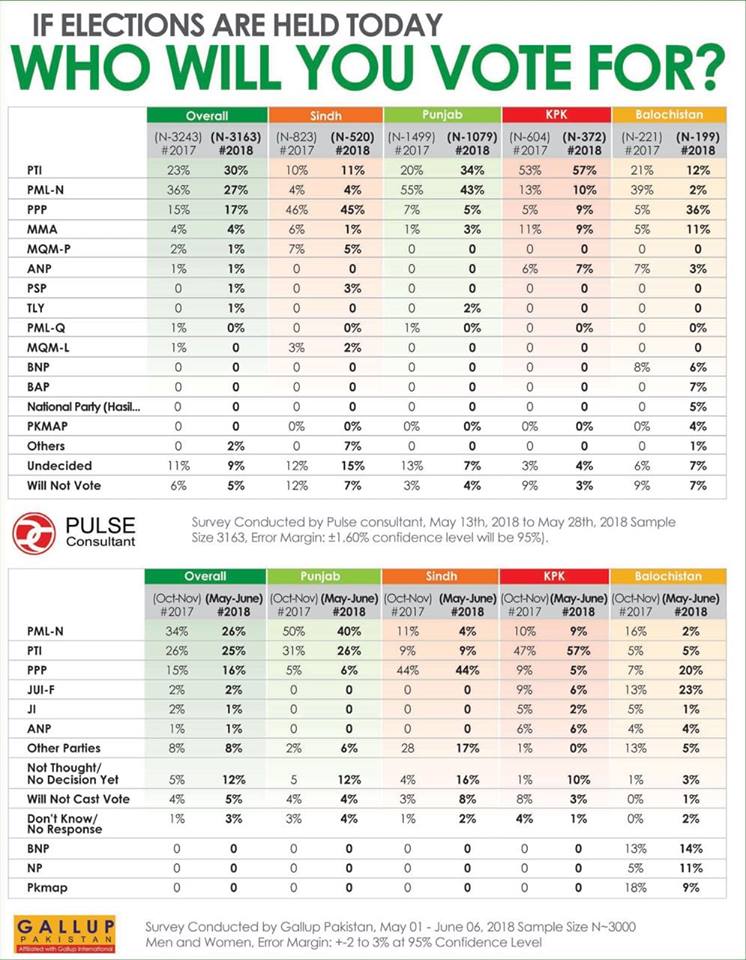 IF ELECTIONS ARE HELD TODAY
WHO WILL YOU VOTE FOR?
Overall Sindh Punjab KPK Balochistan
(N-3243) (N-3163) (N-823) (N-520) (N-1499) (N-1079) (N-604) (N-372) (N-221) (N-199)
#2017 #2018 #2017 #2018 #2017 #2018 #2017 #2018 #2017 #2018
PTI 23% 30% 10% 11% 20% 34% 53% 57% 21% 12%
PML-N 36% 27% 4% 4% 55% 43% 13% 10% 39% 2%
PPP 15% 17% 46% 45% 7% 5% 5% 9% 5% 36%
MMA 4% 4% 6% 1% 1% 3% 11% 9% 5% 11%
MQM-P 2% 1% 7% 5% 0 0 0 0 0 0
ANP 1% 1% 0 0 0 0 6% 7% 7% 3%
PSP 0 1% 0 3% 0 0 0 0 0 0
TLY 0 1% 0 0 0 2% 0 0 0 0
PML-Q 1% 0% 0 0% 1% 0% 0 0% 0 0%
MQM-L 1% 0 3% 2% 0 0 0 0 0 0
BNP 0 0 0 0 0 0 0 0 8% 6%
BAP 0 0 0 0 0 0 0 0 0 7%
National Party (Hasil... 0 0 0 0 0 0 0 0 0 5%
PKMAP 0 0 0% 0% 0% 0% 0% 0% 0% 4%
Others 0 2% 0 7% 0 0 0 0 0 1%
Undecided 11% 9% 12% 15% 13% 7% 3% 4% 6% 7%
Will Not Vote 6% 5% 12% 7% 3% 4% 9% 3% 9% 7%
PULSE
Consultant
Survey Conducted by Pulse consultant, May 13th, 2018 to May 28th, 2018 Sample
Size 3163, Error Margin: ±1.60% confidence level will be 95%).
Overall Punjab Sindh KPK Balochistan
(Oct-Nov) (May-June) (Oct-Nov) (May-June) (Oct-Nov) (May-June) (Oct-Nov) (May-June) (Oct-Nov) (May-June)
#2017 #2018 #2017 #2018 #2017 #2018 #2017 #2018 #2017 #2018
PML-N 34% 26% 50% 40% 11% 4% 10% 9% 16% 2%
PTI 26% 25% 31% 26% 9% 9% 47% 57% 5% 5%
PPP 15% 16% 5% 6% 44% 44% 9% 5% 7% 20%
JUI-F 2% 2% 0 0 0 0 9% 6% 13% 23%
JI 2% 1% 0 0 0 0 5% 2% 5% 1%
ANP 1% 1% 0 0 0 0 6% 6% 4% 4%
Other Parties 8% 8% 2% 6% 28 17% 1% 0% 13% 5%
Not Thought/
No Decision Yet 5% 12% 5 12% 4% 16% 1% 10% 1% 3%
Will Not Cast Vote 4% 5% 4% 4% 3% 8% 8% 3% 0% 1%
Don't Know/ 1% 3% 3% 4% 1% 2% 4% 1% 0% 2%
No Response
BNP 0 0 0 0 0 0 0 0 13% 14%
NP 0 0 0 0 0 0 0 0 5% 11%
Pkmap 0 0 0 0 0 0 0 0 18% 9%
GALLUP
PAKISTAN
Affiliated with Gallup International
Survey Conducted by Gallup Pakistan, May 01 - June 06, 2018 Sample Size N~3000
Men and Women, Error Margin: +-2 to 3% at 95% Confidence Level